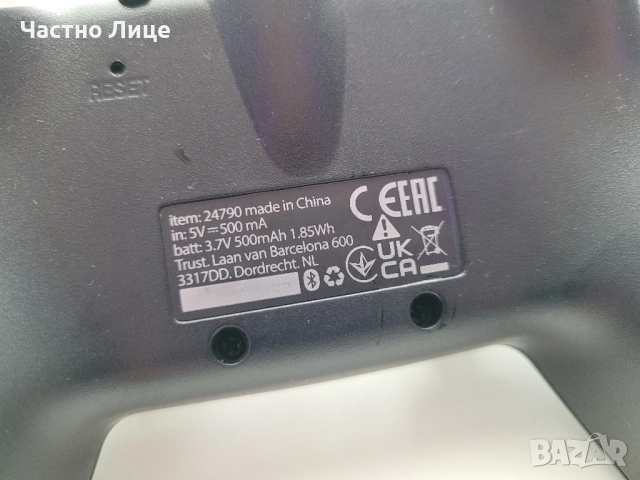 Частно Лице
RESET
item: 24790 made in China
in: 5V⎓500 mA
batt: 3.7V 500mAh 1.85Wh
Trust. Laan van Barcelona 600
3317DD. Dordrecht. NL
CE EAC
UK
CA
BAZAR